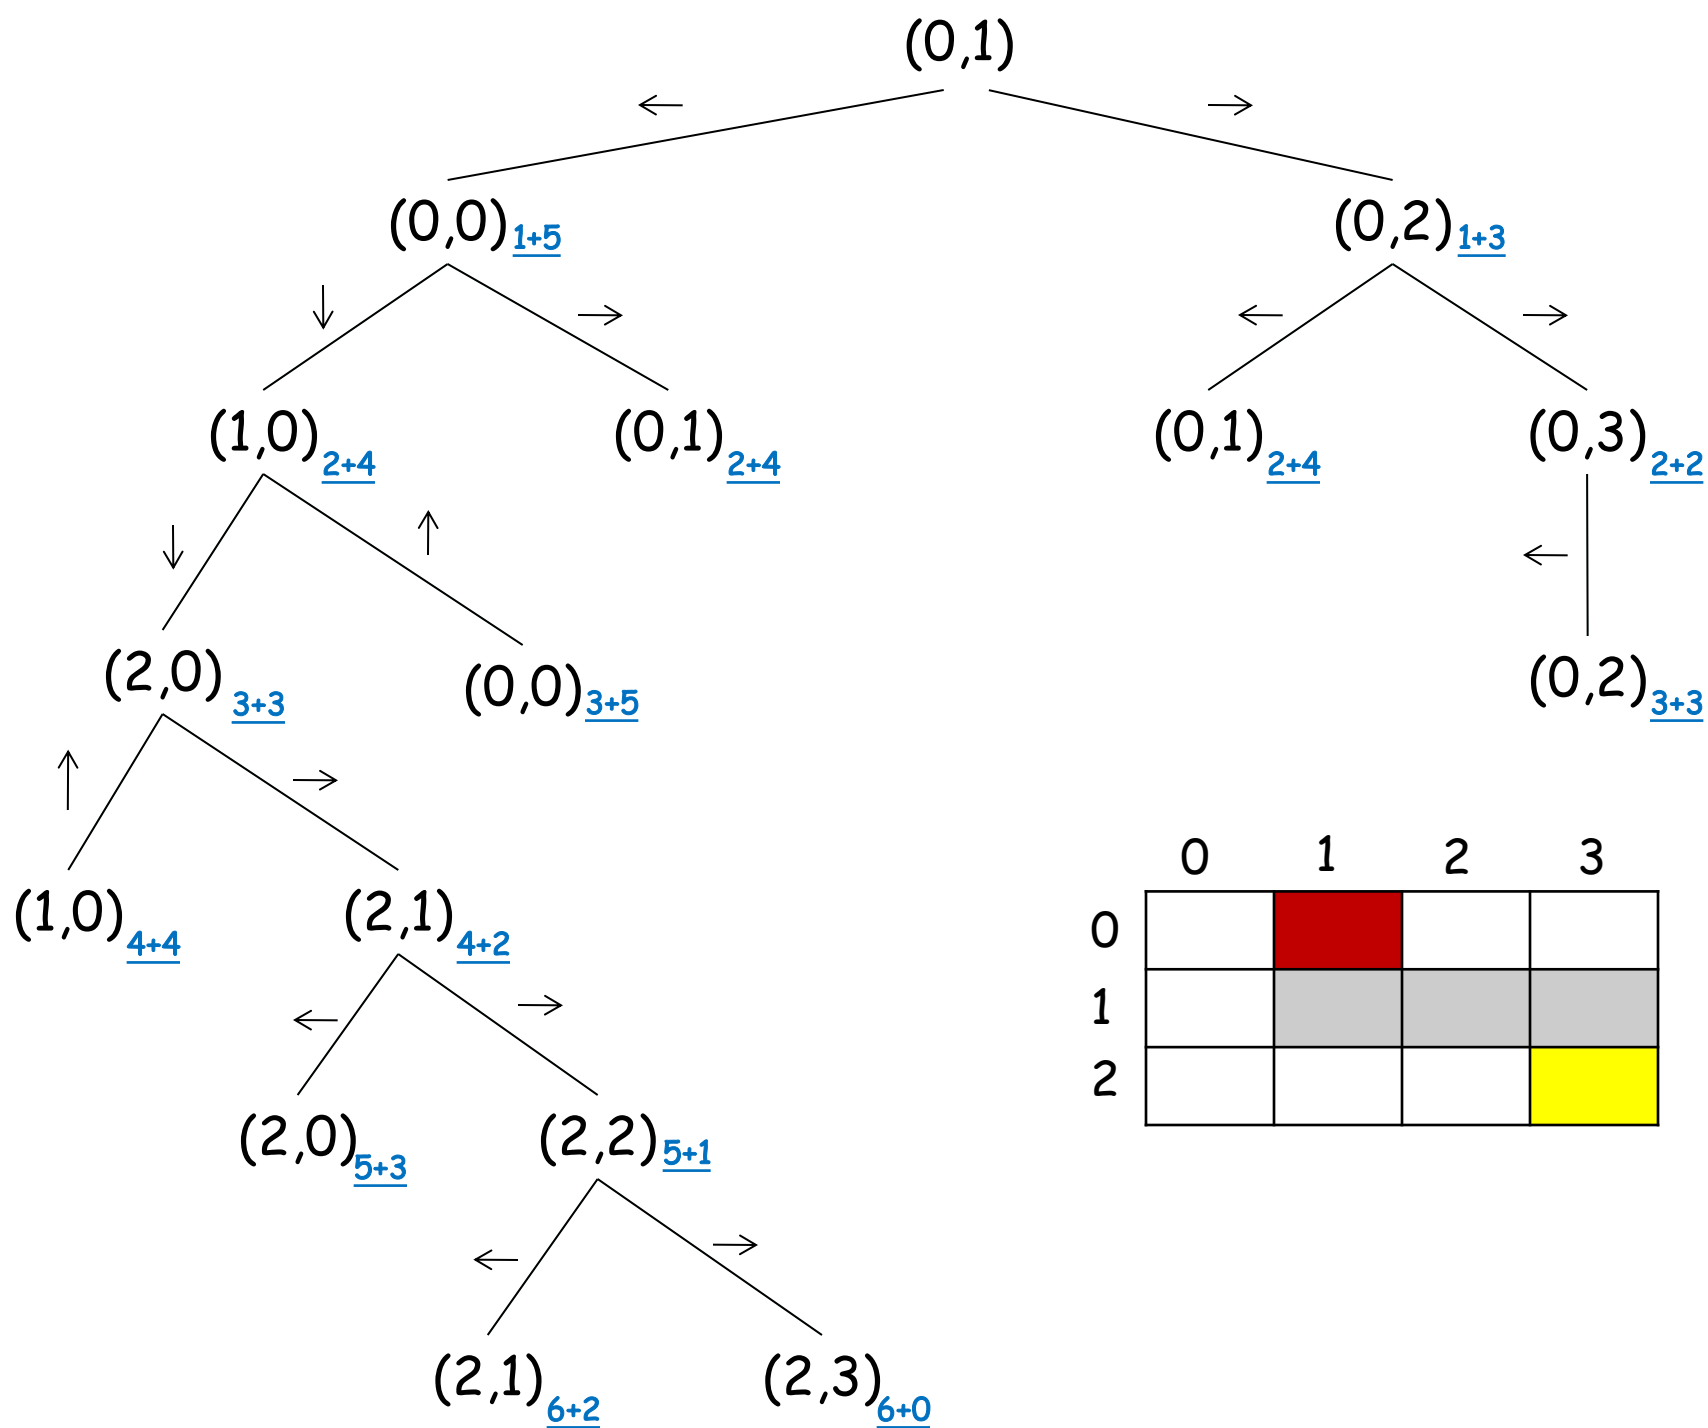 (0,1)
(0,0) 1+5 (0,2) 1+3
(1,0) 2+4 (0,1) 2+4 (0,1) 2+4 (0,3) 2+2
(2,0) 3+3 (0,0) 3+5 (0,2) 3+3
0 1 2 3
(1,0) 4+4 (2,1) 4+2 0
1
2
(2,0) 5+3 (2,2) 5+1
(2,1) 6+2 (2,3) 6+0